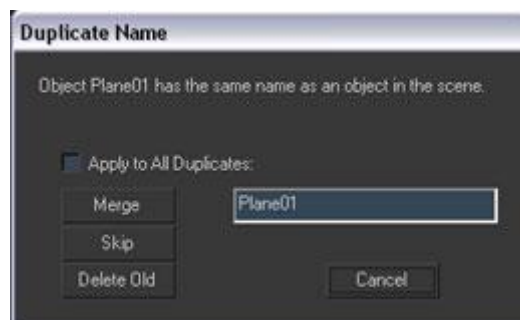 Duplicate Name
Object Plane01 has the same name as an object in the scene.
Apply to All Duplicates:
Merge
Plane01
Skip
Delete Old
Cancel